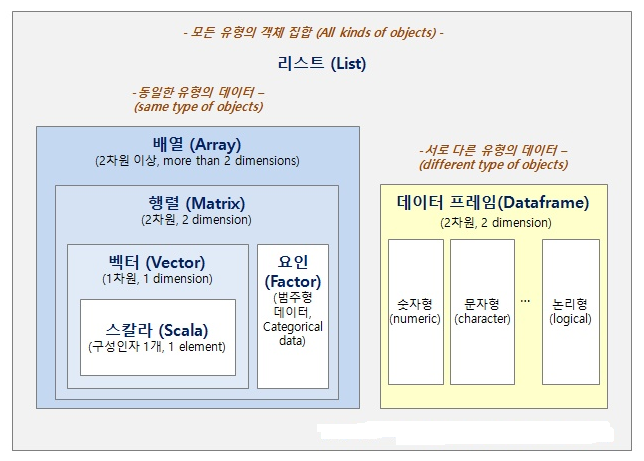 - 모든 유형의 객체 집합 (All kinds of objects) -
리스트 (List)
-동일한 유형의 데이터 –
(same type of objects)
배열 (Array)
(2차원 이상, more than 2 dimensions)
행렬 (Matrix)
(2차원, 2 dimension)
벡터 (Vector)
(1차원, 1 dimension)
스칼라 (Scala)
(구성인자 1개, 1 element)
요인
(Factor)
(범주형
데이터,
Categorical
data)
-서로 다른 유형의 데이터 –
(different type of objects)
데이터 프레임(Dataframe)
(2차원, 2 dimension)
숫자형
(numeric)
문자형
(character)
...
논리형
(logical)